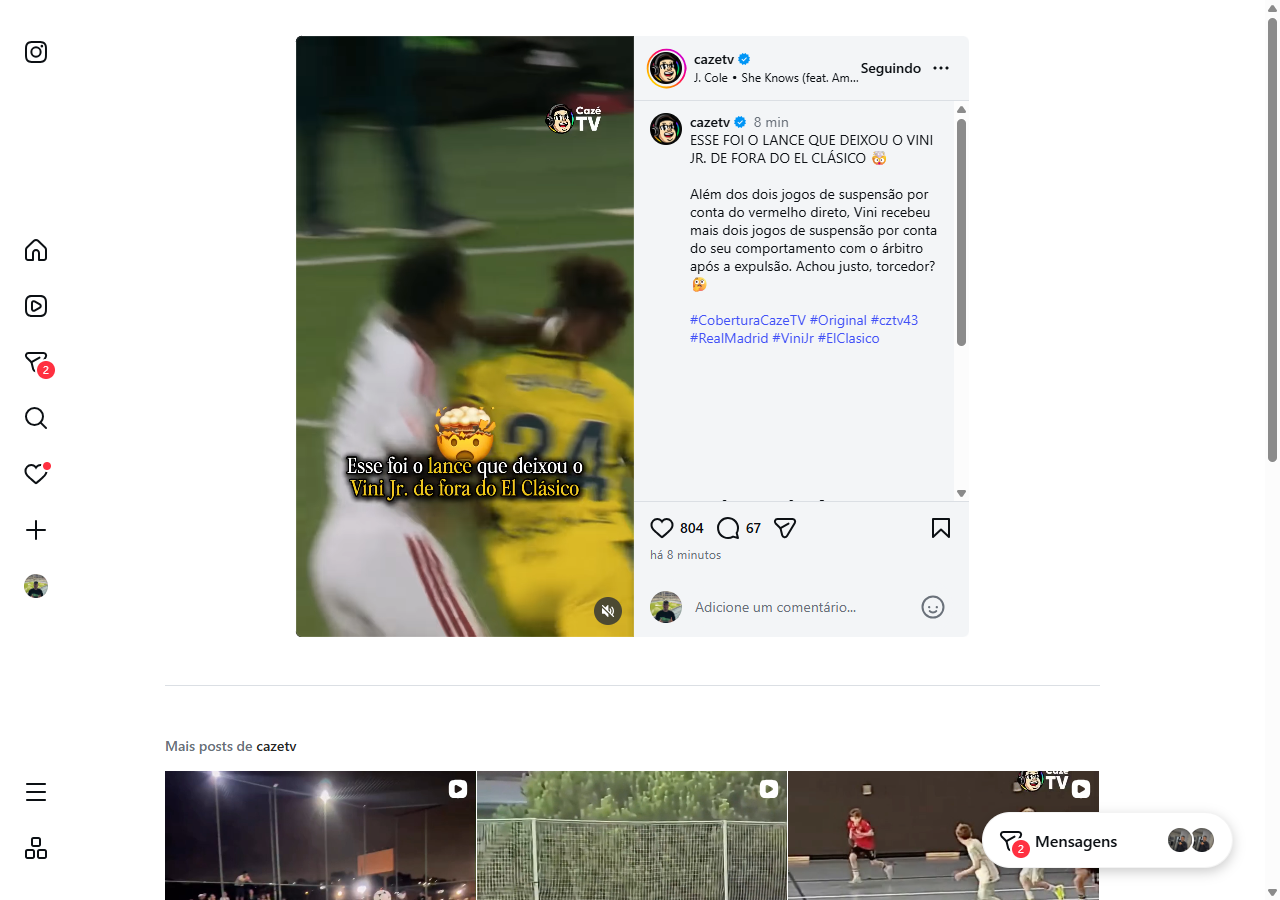 Cazé
TV
Esse foi o lance que deixou o
Vini Jr. de fora do El Clásico
24
cazetv
J. Cole • She Knows (feat. Am...
Seguindo
cazetv 8 min
ESSE FOI O LANCE QUE DEIXOU O VINI
JR. DE FORA DO EL CLÁSICO 🤯
Além dos dois jogos de suspensão por
conta do vermelho direto, Vini recebeu
mais dois jogos de suspensão por conta
do seu comportamento com o árbitro
após a expulsão. Achou justo, torcedor?
🤔
#CoberturaCazeTV #Original #cztv43
#RealMadrid #ViniJr #ElClasico
804 67
há 8 minutos
Adicione um comentário...
2
Mais posts de cazetv
Cazé
TV
2
Mensagens